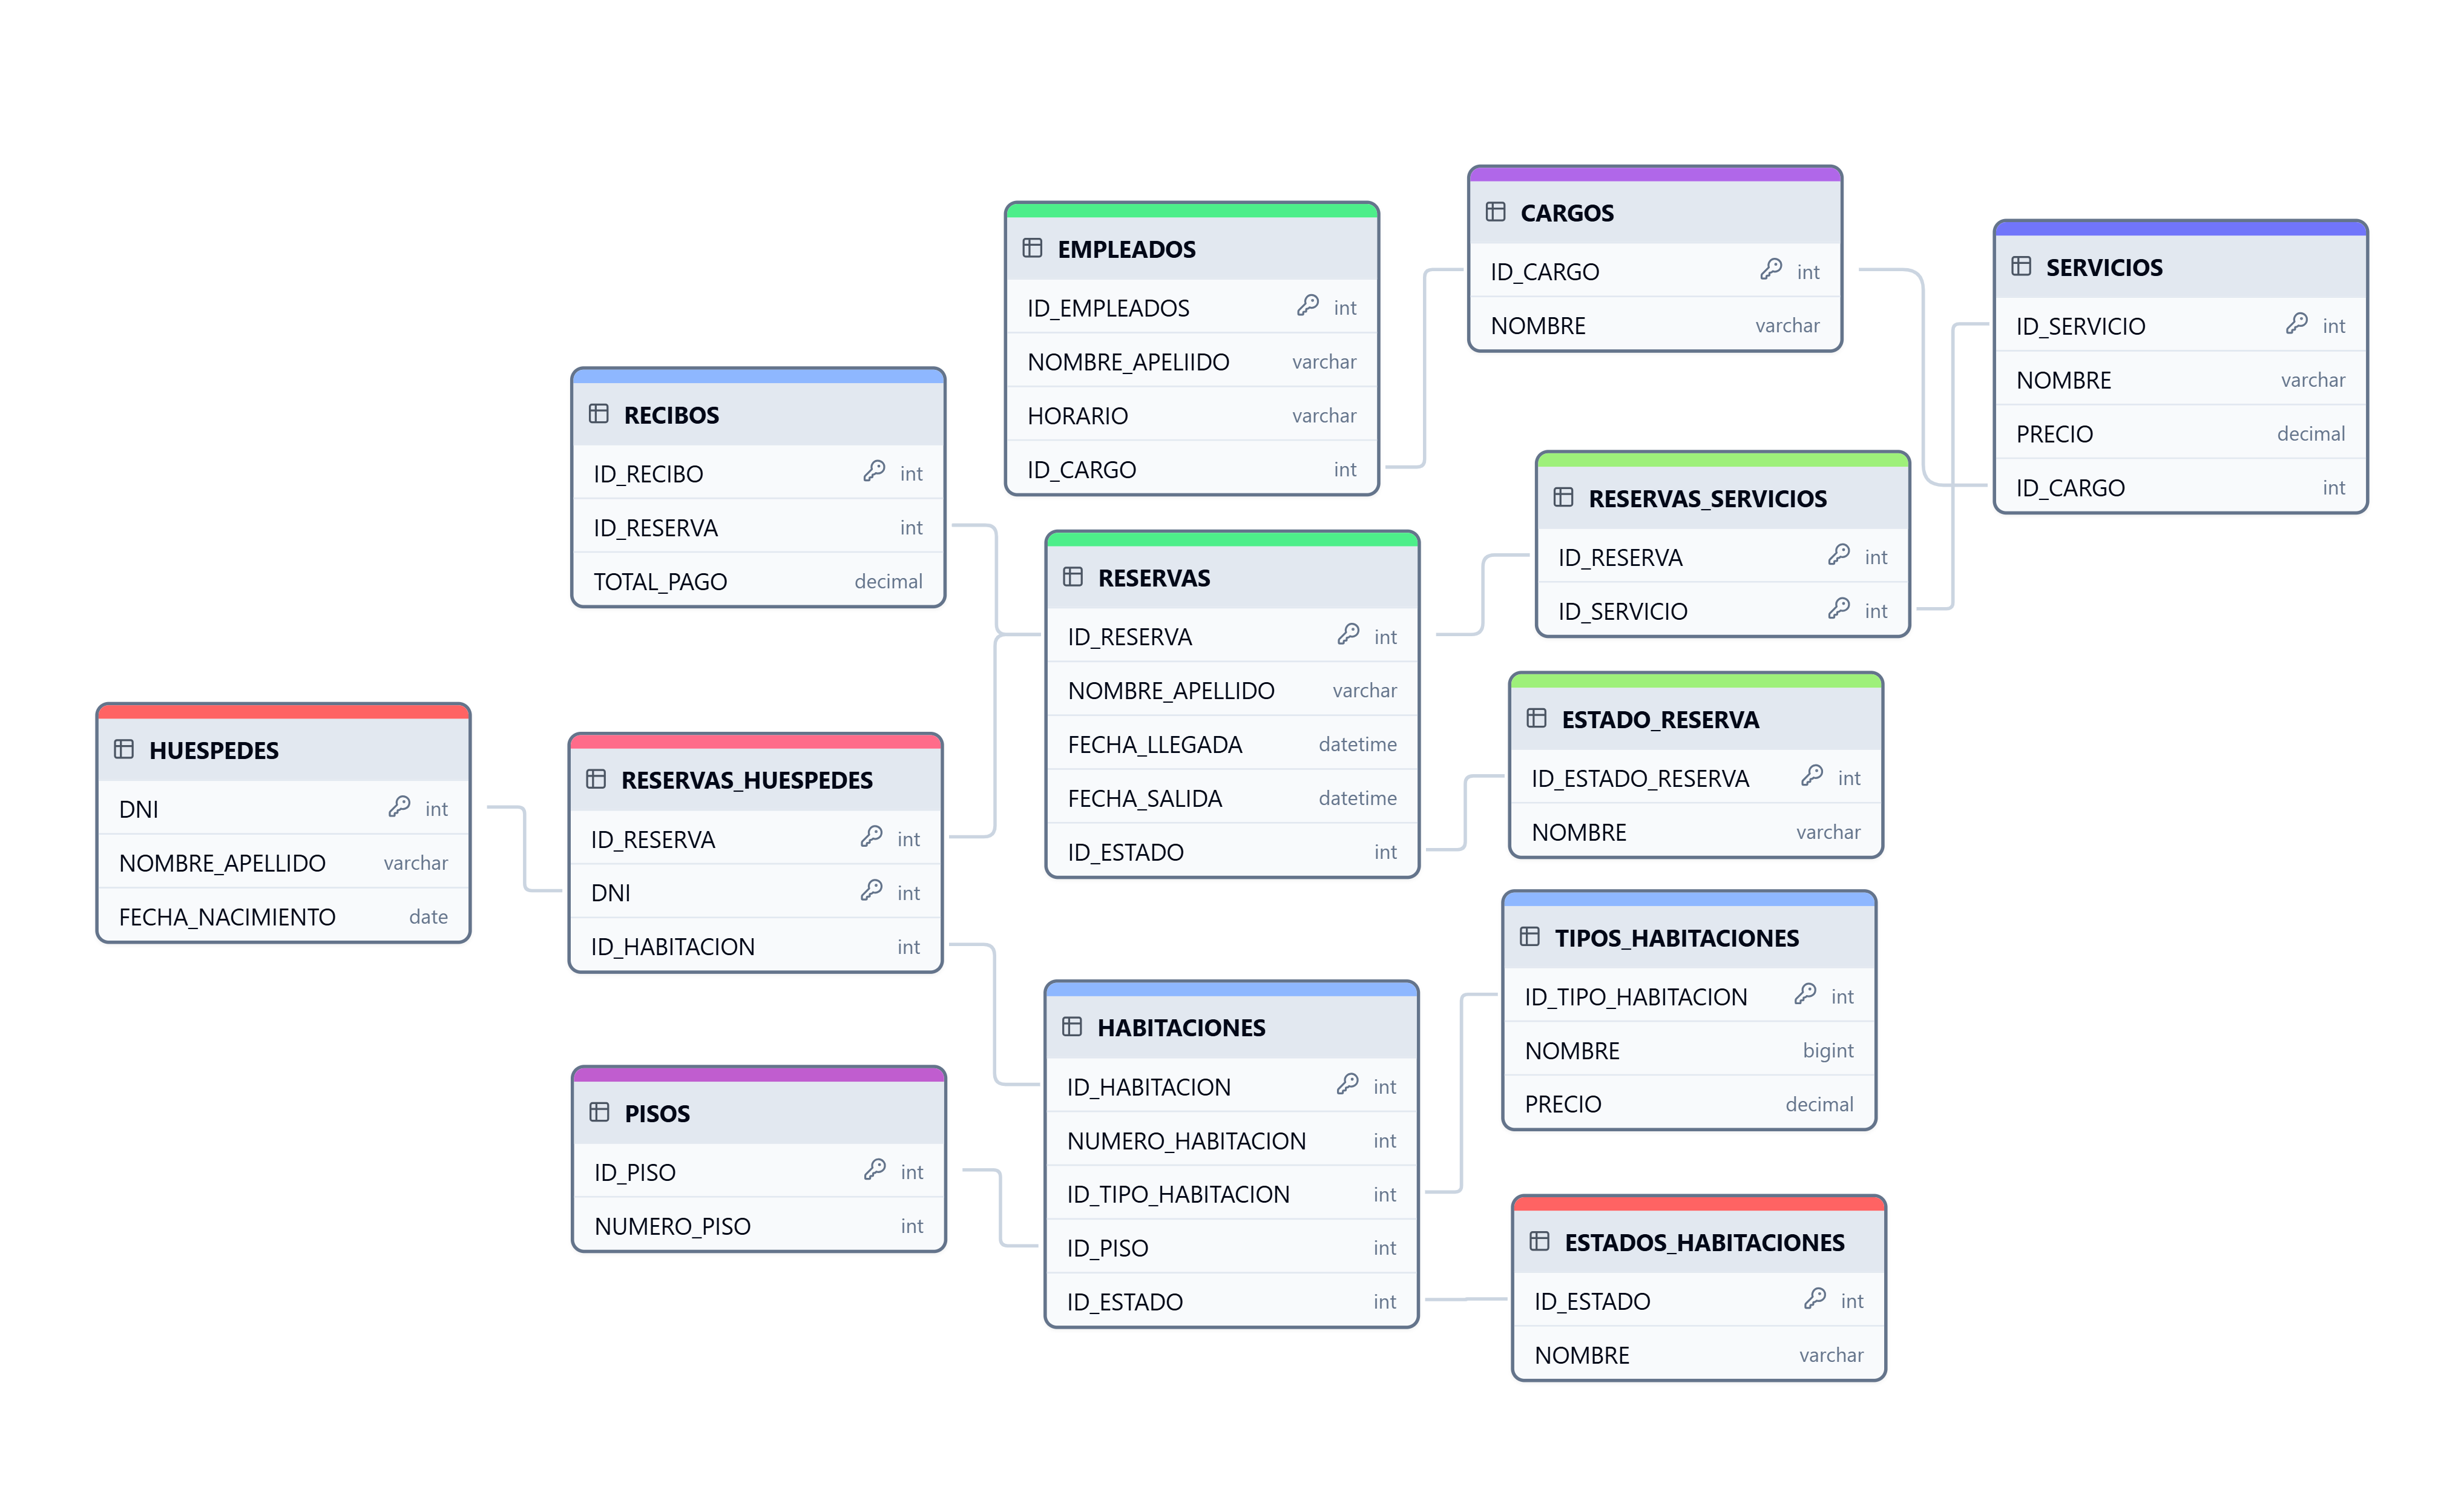 CARGOS
ID_CARGO int
NOMBRE varchar
EMPLEADOS
ID_EMPLEADOS int
NOMBRE_APELIIDO varchar
HORARIO varchar
ID_CARGO int
SERVICIOS
ID_SERVICIO int
NOMBRE varchar
PRECIO decimal
ID_CARGO int
RECIBOS
ID_RECIBO int
ID_RESERVA int
TOTAL_PAGO decimal
RESERVAS_SERVICIOS
ID_RESERVA int
ID_SERVICIO int
RESERVAS
ID_RESERVA int
NOMBRE_APELLIDO varchar
FECHA_LLEGADA datetime
FECHA_SALIDA datetime
ID_ESTADO int
ESTADO_RESERVA
ID_ESTADO_RESERVA int
NOMBRE varchar
HUESPEDES
DNI int
NOMBRE_APELLIDO varchar
FECHA_NACIMIENTO date
RESERVAS_HUESPEDES
ID_RESERVA int
DNI int
ID_HABITACION int
TIPOS_HABITACIONES
ID_TIPO_HABITACION int
NOMBRE bigint
PRECIO decimal
HABITACIONES
ID_HABITACION int
NUMERO_HABITACION int
ID_TIPO_HABITACION int
ID_PISO int
ID_ESTADO int
PISOS
ID_PISO int
NUMERO_PISO int
ESTADOS_HABITACIONES
ID_ESTADO int
NOMBRE varchar